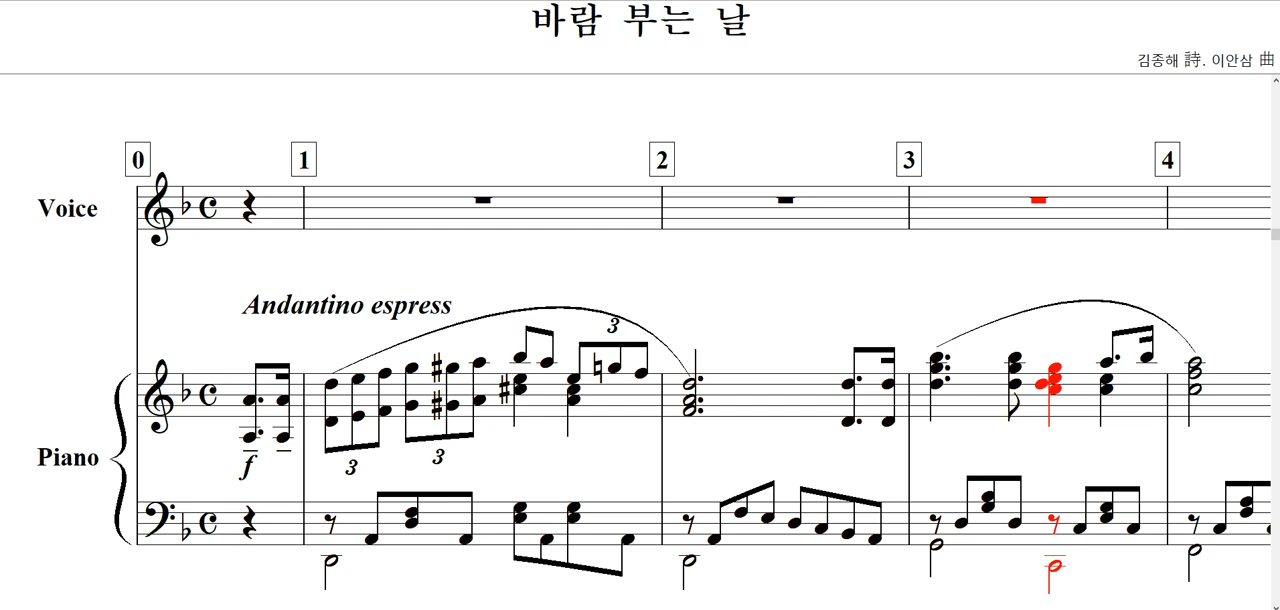 바람 부는 날
김종해 詩. 이안삼 曲
0 1 2 3 4
Voice
Andantino espress
3
3 3
Piano
f